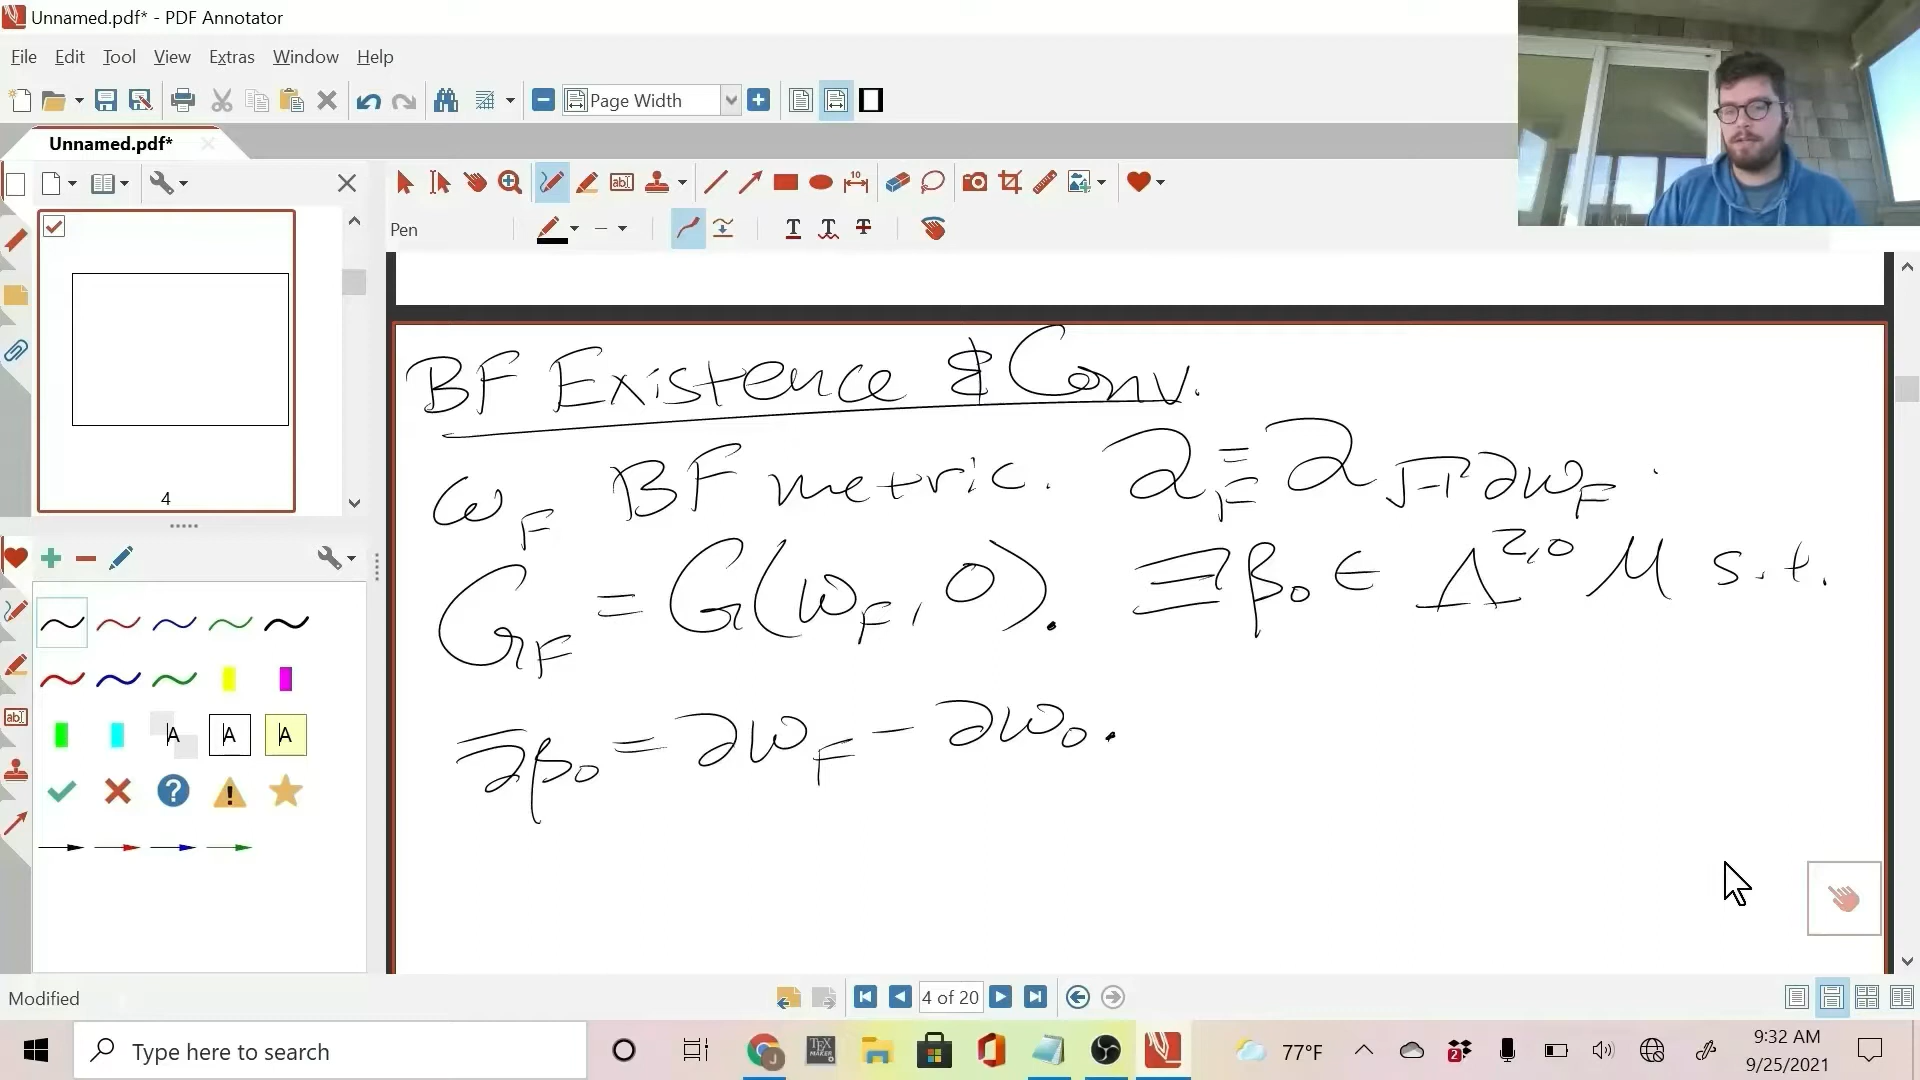 Unnamed.pdf* - PDF Annotator
File Edit Tool View Extras Window Help
Page Width
Unnamed.pdf*
Pen
4
BF Existence & Conv.
ω_F BF metric. ∂̄_F ≡ ∂̄_{√-1∂ω_F}.
G_F = G(ω_F, 0). ∃ β_0 ∈ Λ^{2,0} M s.t.
∂̄β_0 = ∂ω_F - ∂ω_0.
Modified
4 of 20
Type here to search
77°F
9:32 AM
9/25/2021